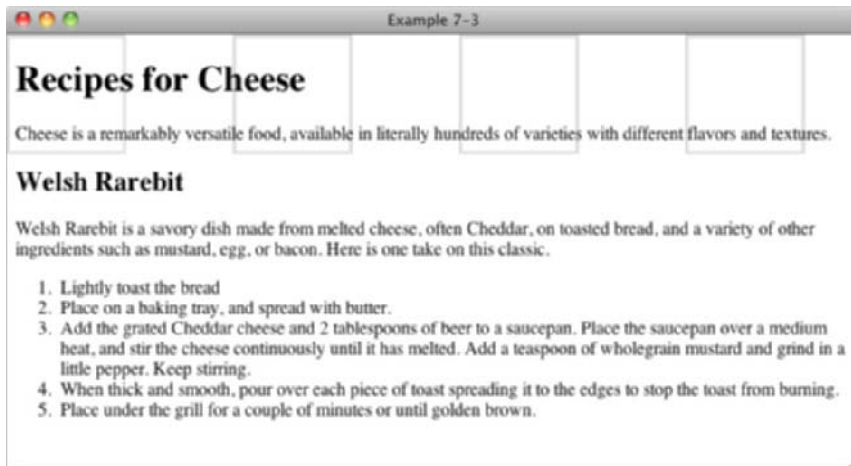 Example 7-3
Recipes for Cheese
Cheese is a remarkably versatile food, available in literally hundreds of varieties with different flavors and textures.
Welsh Rarebit
Welsh Rarebit is a savory dish made from melted cheese, often Cheddar, on toasted bread, and a variety of other
ingredients such as mustard, egg, or bacon. Here is one take on this classic.
1. Lightly toast the bread
2. Place on a baking tray, and spread with butter.
3. Add the grated Cheddar cheese and 2 tablespoons of beer to a saucepan. Place the saucepan over a medium
heat, and stir the cheese continuously until it has melted. Add a teaspoon of wholegrain mustard and grind in a
little pepper. Keep stirring.
4. When thick and smooth, pour over each piece of toast spreading it to the edges to stop the toast from burning.
5. Place under the grill for a couple of minutes or until golden brown.